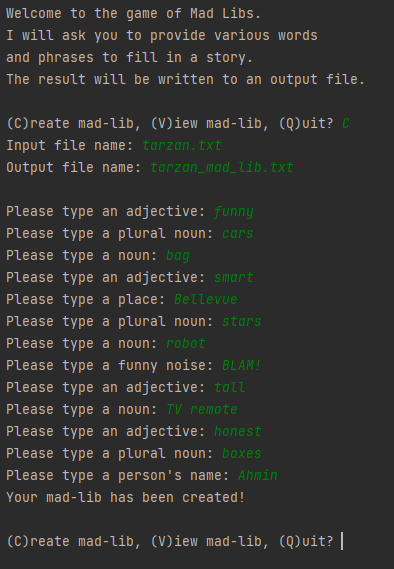 Welcome to the game of Mad Libs.
I will ask you to provide various words
and phrases to fill in a story.
The result will be written to an output file.
(C)reate mad-lib, (V)iew mad-lib, (Q)uit? C
Input file name: tarzan.txt
Output file name: tarzan_mad_lib.txt
Please type an adjective: funny
Please type a plural noun: cars
Please type a noun: bag
Please type an adjective: smart
Please type a place: Bellevue
Please type a plural noun: stars
Please type a noun: robot
Please type a funny noise: BLAM!
Please type an adjective: tall
Please type a noun: TV remote
Please type an adjective: honest
Please type a plural noun: boxes
Please type a person's name: Ahmin
Your mad-lib has been created!
(C)reate mad-lib, (V)iew mad-lib, (Q)uit?